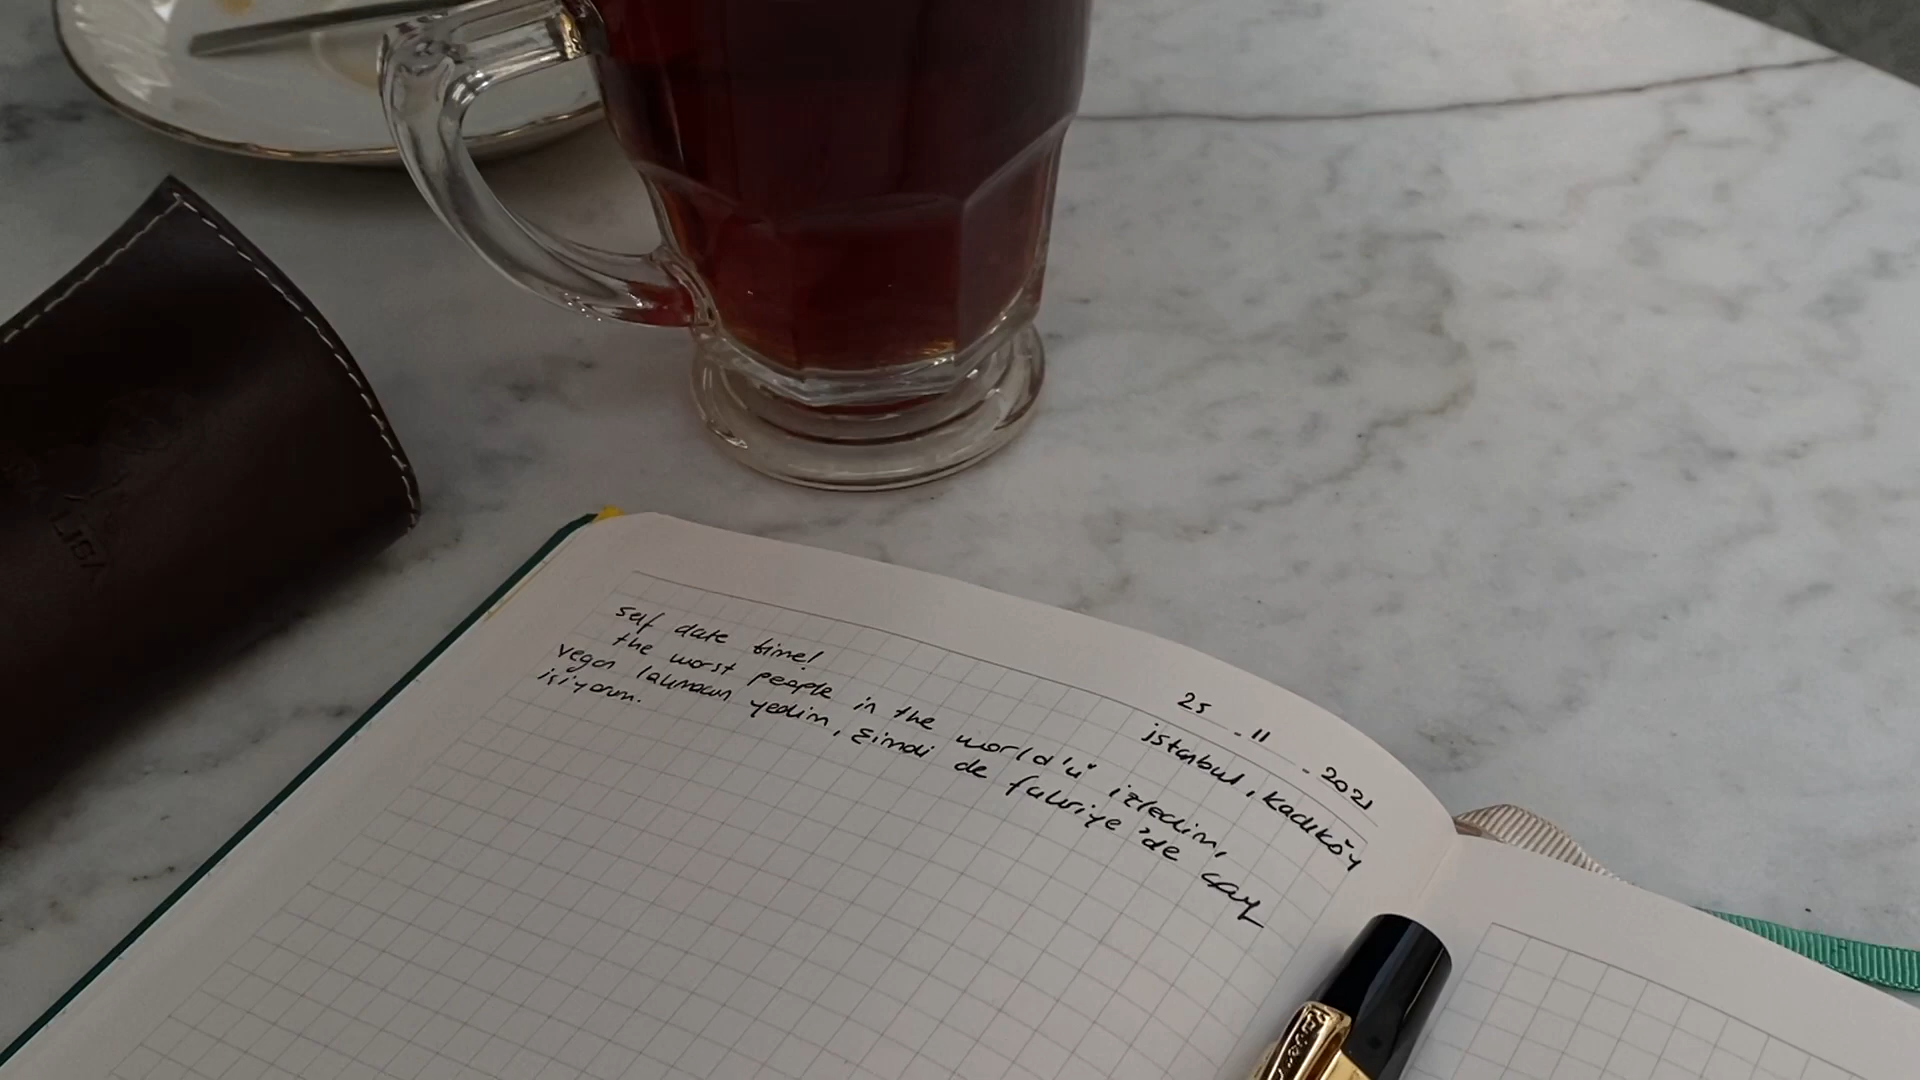 25.11.2021
istanbul, Kadıköy
self date time!
the worst people in the world'ü izledim,
vegan lahmacun yedim, şimdi de fahriye'de çay
içiyorum.